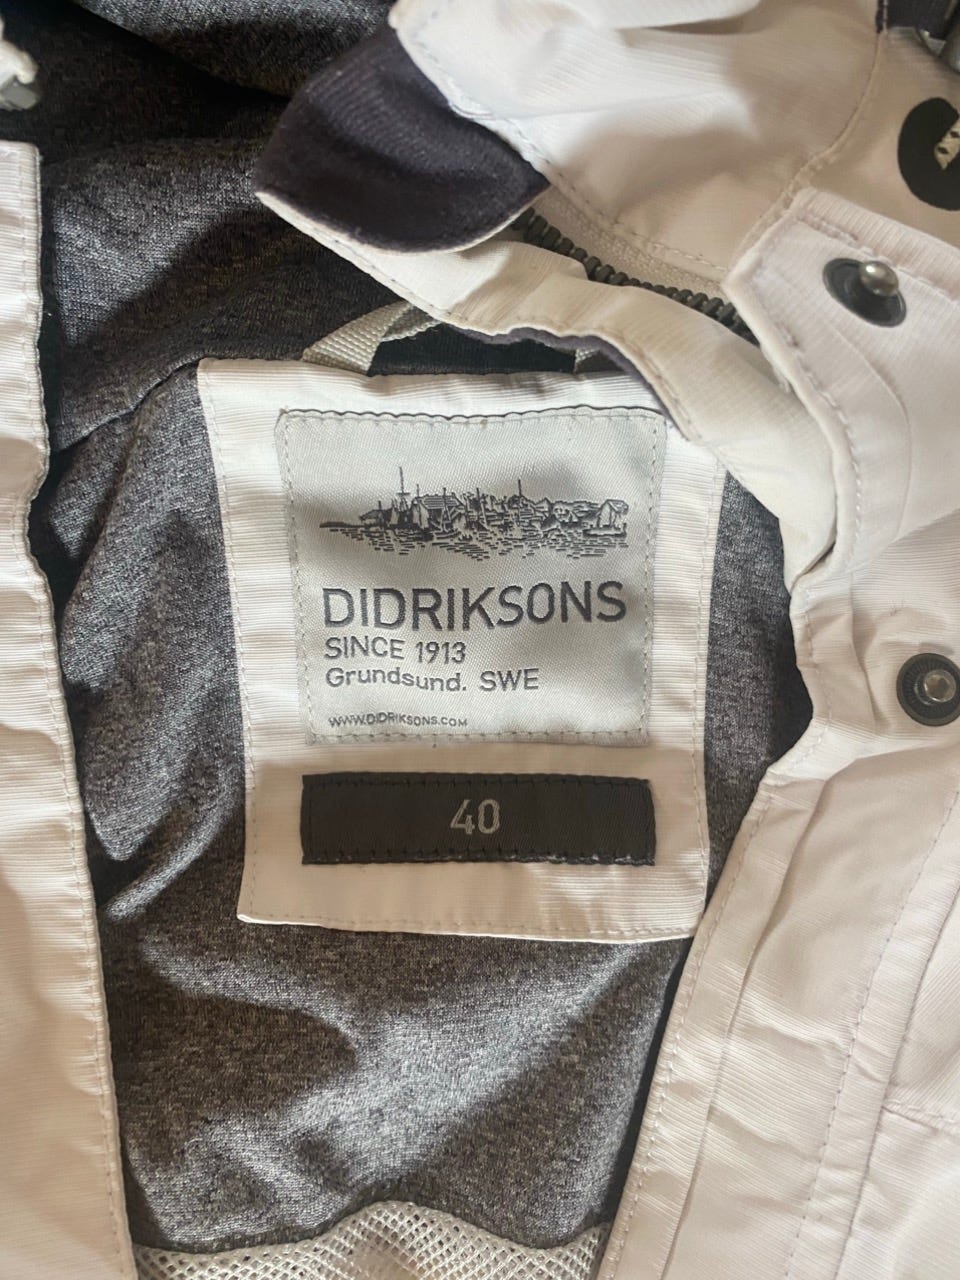 DIDRIKSONS
SINCE 1913
Grundsund. SWE
WWW.DIDRIKSONS.COM
40